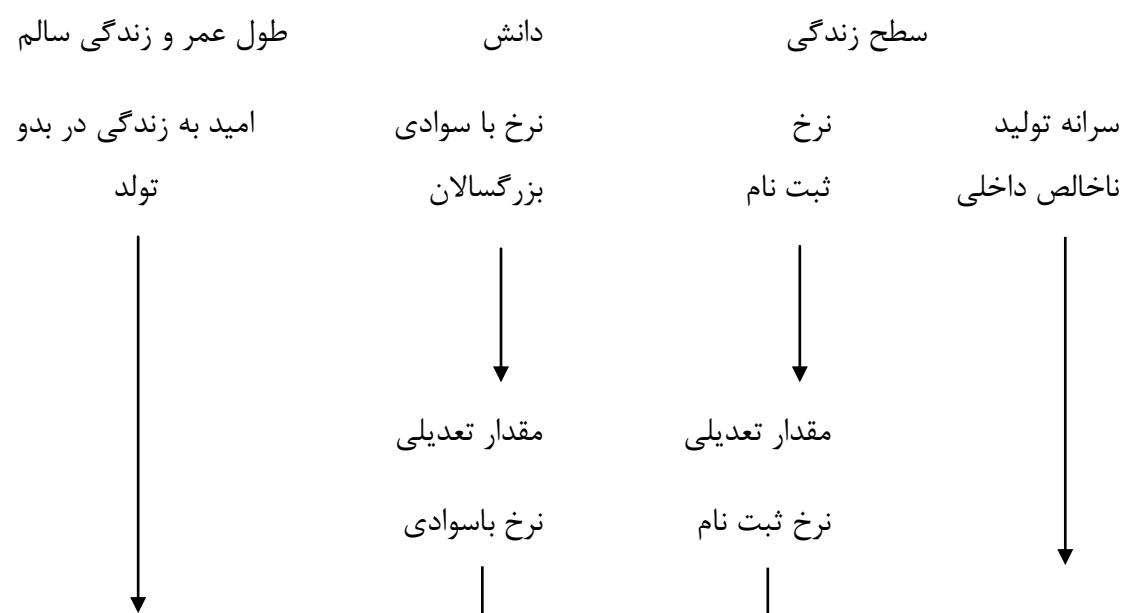 سطح زندگی دانش طول عمر و زندگی سالم
سرانه تولید نرخ نرخ با سوادی امید به زندگی در بدو
ناخالص داخلی ثبت نام بزرگسالان تولد
مقدار تعدیلی مقدار تعدیلی
نرخ ثبت نام نرخ باسوادی